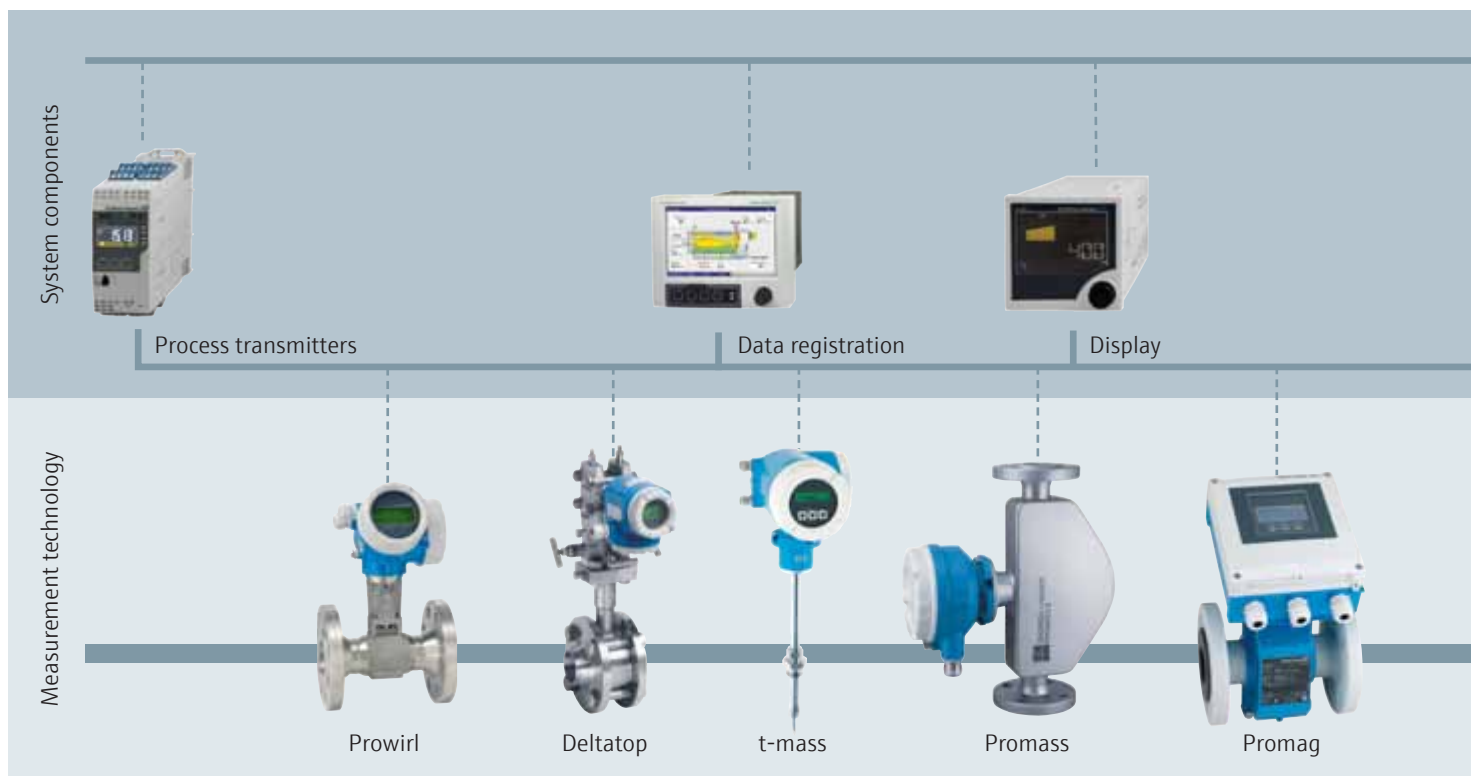 System components
Process transmitters
Data registration
Display
Measurement technology
Prowirl
Deltatop
t-mass
Promass
Promag